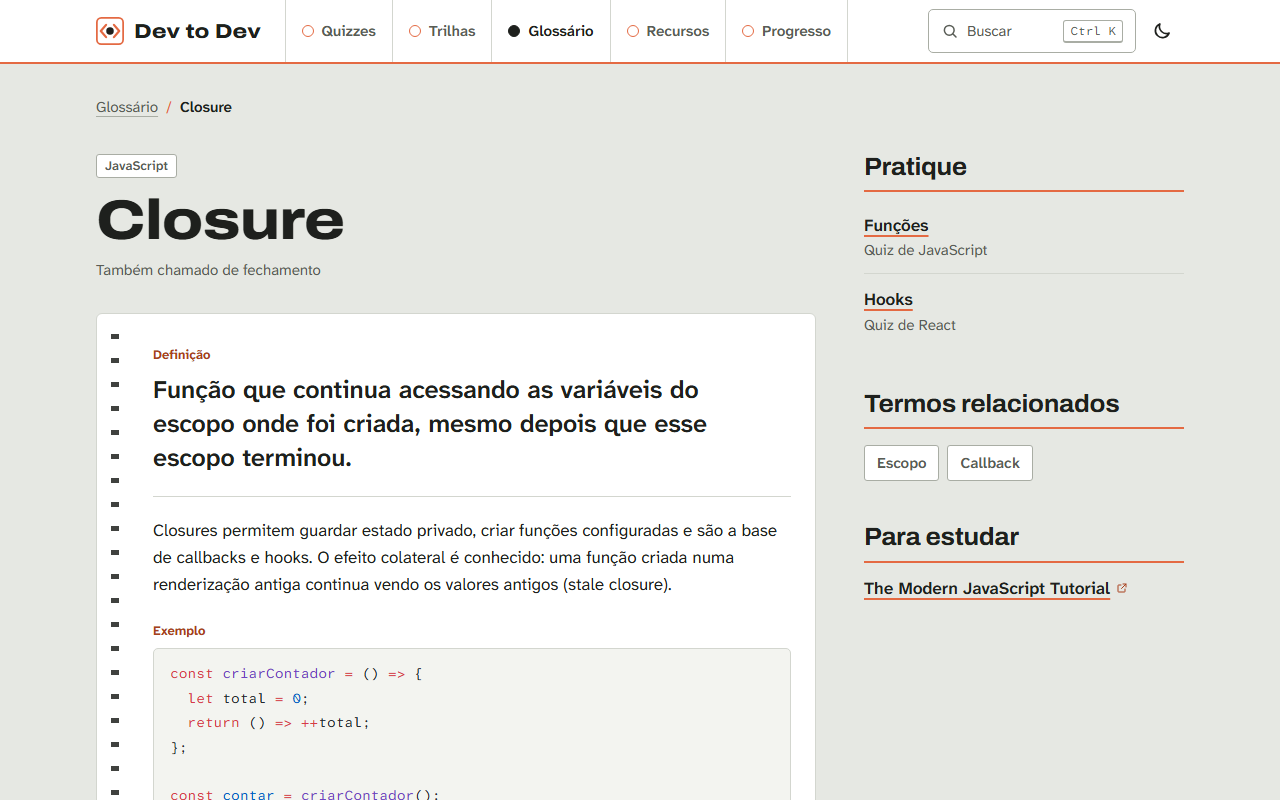 Dev to Dev
Quizzes
Trilhas
Glossário
Recursos
Progresso
Buscar
Ctrl K
Glossário / Closure
JavaScript
Closure
Também chamado de fechamento
Definição
Função que continua acessando as variáveis do
escopo onde foi criada, mesmo depois que esse
escopo terminou.
Closures permitem guardar estado privado, criar funções configuradas e são a base
de callbacks e hooks. O efeito colateral é conhecido: uma função criada numa
renderização antiga continua vendo os valores antigos (stale closure).
Exemplo
const criarContador = () => {
  let total = 0;
  return () => ++total;
};
const contar = criarContador();
Pratique
Funções
Quiz de JavaScript
Hooks
Quiz de React
Termos relacionados
Escopo
Callback
Para estudar
The Modern JavaScript Tutorial